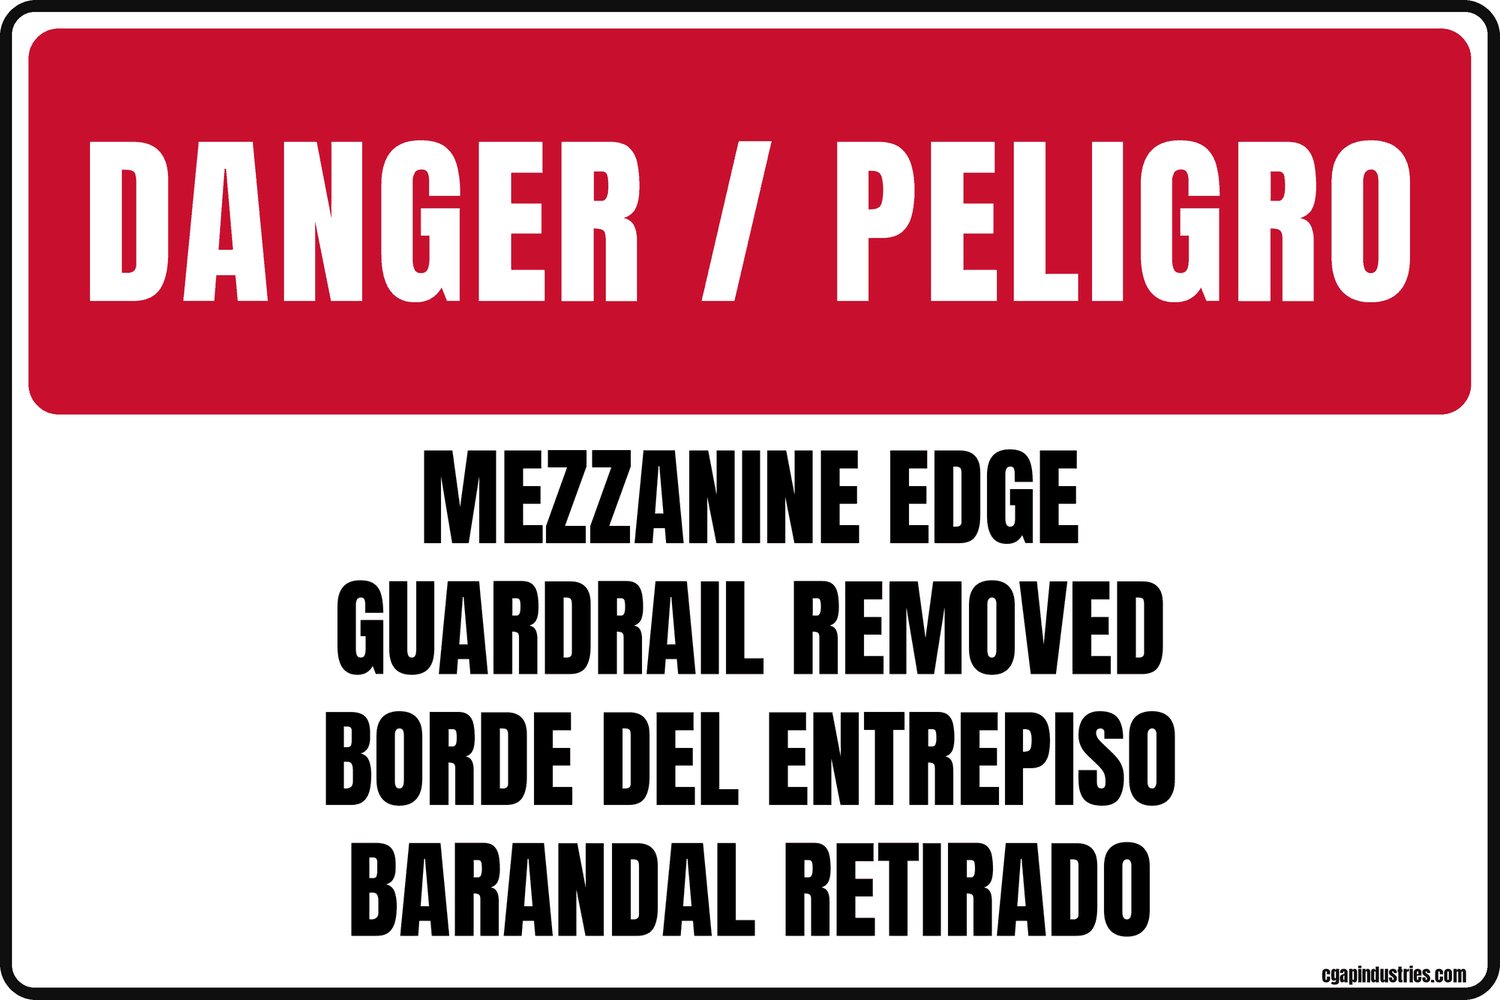 DANGER / PELIGRO
MEZZANINE EDGE
GUARDRAIL REMOVED
BORDE DEL ENTREPISO
BARANDAL RETIRADO
cgapindustries.com